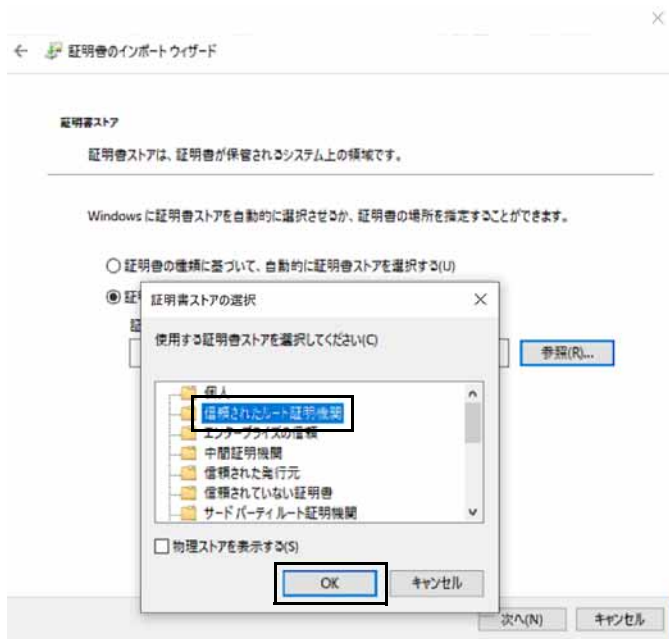 証明書のインポート ウィザード
証明書ストア
証明書ストアは、証明書が保管されるシステム上の領域です。
Windows に証明書ストアを自動的に選択させるか、証明書の場所を指定することができます。
証明書の種類に基づいて、自動的に証明書ストアを選択する(U)
証
証明書ストアの選択
使用する証明書ストアを選択してください(C)
参照(R)...
個人
信頼されたルート証明機関
エンタープライズの信頼
中間証明機関
信頼された発行元
信頼されていない証明書
サードパーティ ルート証明機関
物理ストアを表示する(S)
OK
キャンセル
次へ(N)
キャンセル